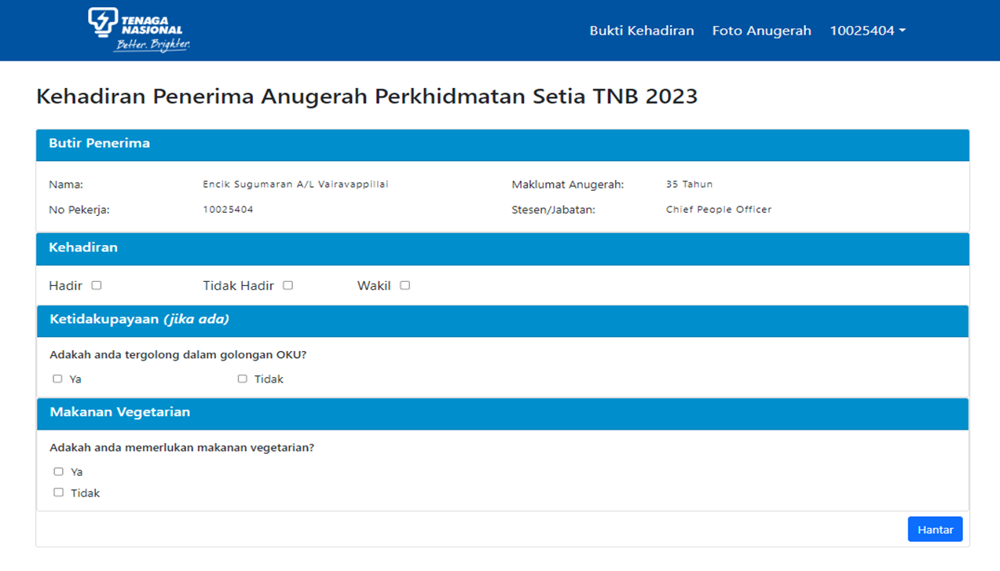 TENAGA
NASIONAL
Better. Brighter.
Bukti Kehadiran Foto Anugerah 10025404
Kehadiran Penerima Anugerah Perkhidmatan Setia TNB 2023
Butir Penerima
Nama: Encik Sugumaran A/L Vairavappillai Maklumat Anugerah: 35 Tahun
No Pekerja: 10025404 Stesen/Jabatan: Chief People Officer
Kehadiran
Hadir Tidak Hadir Wakil
Ketidakupayaan (jika ada)
Adakah anda tergolong dalam golongan OKU?
Ya Tidak
Makanan Vegetarian
Adakah anda memerlukan makanan vegetarian?
Ya
Tidak
Hantar